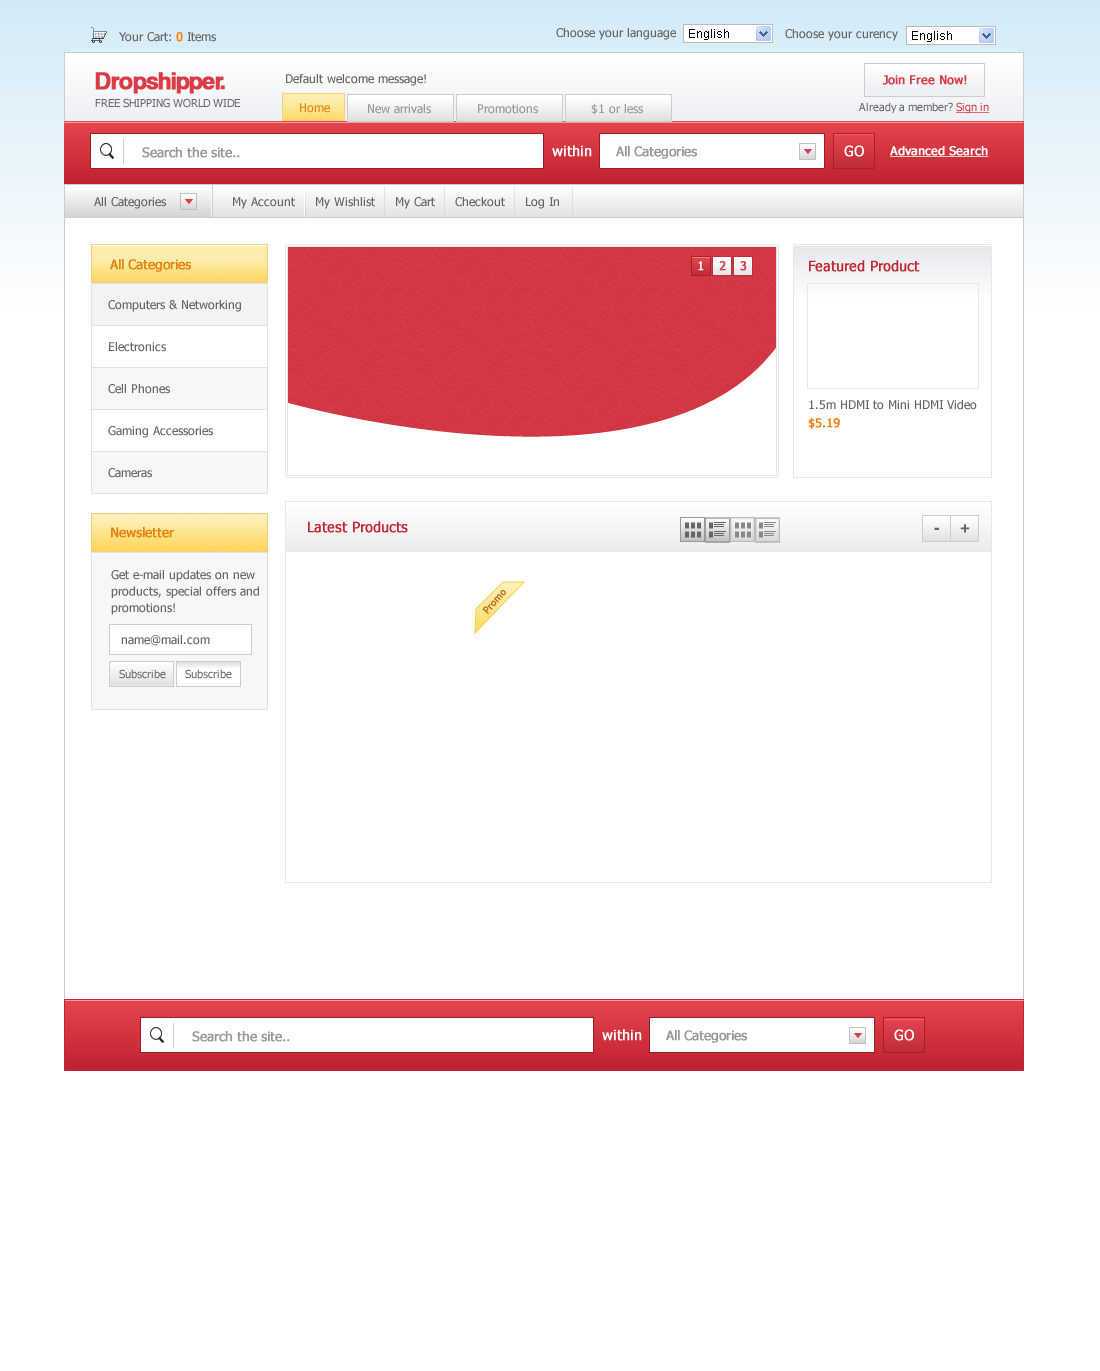 Your Cart: 0 Items
Choose your language
English
Choose your curency
English
Dropshipper.
FREE SHIPPING WORLD WIDE
Default welcome message!
Join Free Now!
Already a member? Sign in
Home
New arrivals
Promotions
$1 or less
Search the site..
within
All Categories
GO
Advanced Search
All Categories
My Account
My Wishlist
My Cart
Checkout
Log In
All Categories
Computers & Networking
Electronics
Cell Phones
Gaming Accessories
Cameras
1
2
3
Featured Product
1.5m HDMI to Mini HDMI Video
$5.19
Newsletter
Get e-mail updates on new
products, special offers and
promotions!
name@mail.com
Subscribe
Subscribe
Latest Products
-
+
Promo
Search the site..
within
All Categories
GO